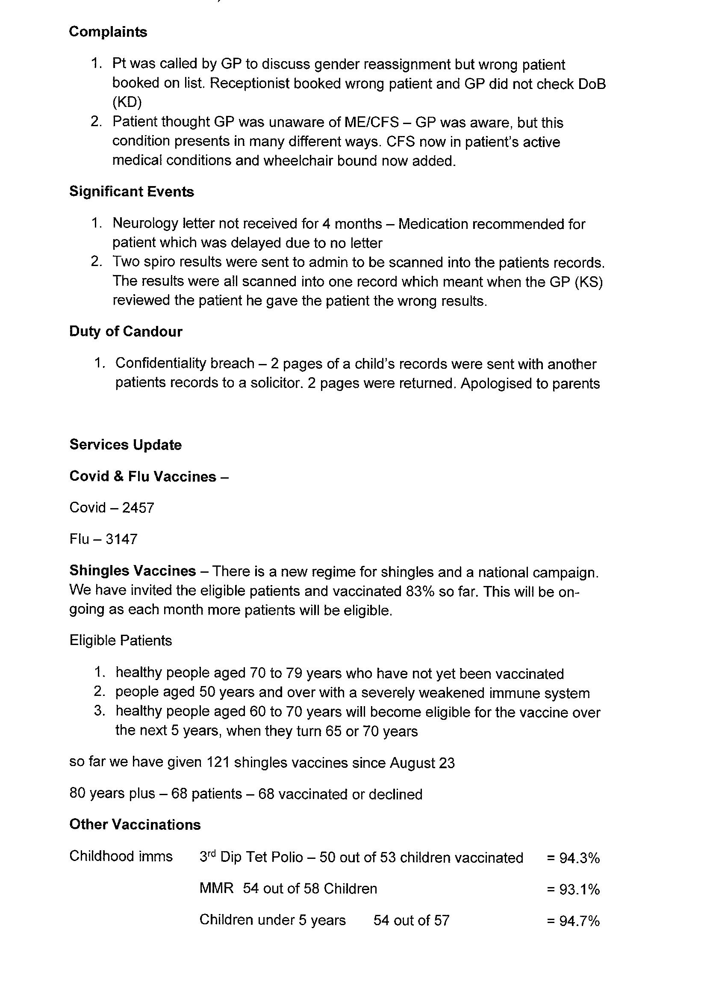 Complaints
1. Pt was called by GP to discuss gender reassignment but wrong patient
booked on list. Receptionist booked wrong patient and GP did not check DoB
(KD)
2. Patient thought GP was unaware of ME/CFS – GP was aware, but this
condition presents in many different ways. CFS now in patient's active
medical conditions and wheelchair bound now added.
Significant Events
1. Neurology letter not received for 4 months – Medication recommended for
patient which was delayed due to no letter
2. Two spiro results were sent to admin to be scanned into the patients records.
The results were all scanned into one record which meant when the GP (KS)
reviewed the patient he gave the patient the wrong results.
Duty of Candour
1. Confidentiality breach – 2 pages of a child's records were sent with another
patients records to a solicitor. 2 pages were returned. Apologised to parents
Services Update
Covid & Flu Vaccines –
Covid – 2457
Flu – 3147
Shingles Vaccines – There is a new regime for shingles and a national campaign.
We have invited the eligible patients and vaccinated 83% so far. This will be on-
going as each month more patients will be eligible.
Eligible Patients
1. healthy people aged 70 to 79 years who have not yet been vaccinated
2. people aged 50 years and over with a severely weakened immune system
3. healthy people aged 60 to 70 years will become eligible for the vaccine over
the next 5 years, when they turn 65 or 70 years
so far we have given 121 shingles vaccines since August 23
80 years plus – 68 patients – 68 vaccinated or declined
Other Vaccinations
Childhood imms 3rd Dip Tet Polio – 50 out of 53 children vaccinated = 94.3%
MMR 54 out of 58 Children = 93.1%
Children under 5 years 54 out of 57 = 94.7%